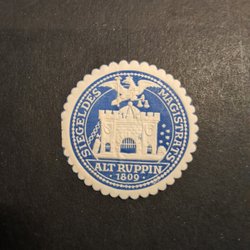 SIEGEL DES MAGISTRATS
ALT RUPPIN
1809